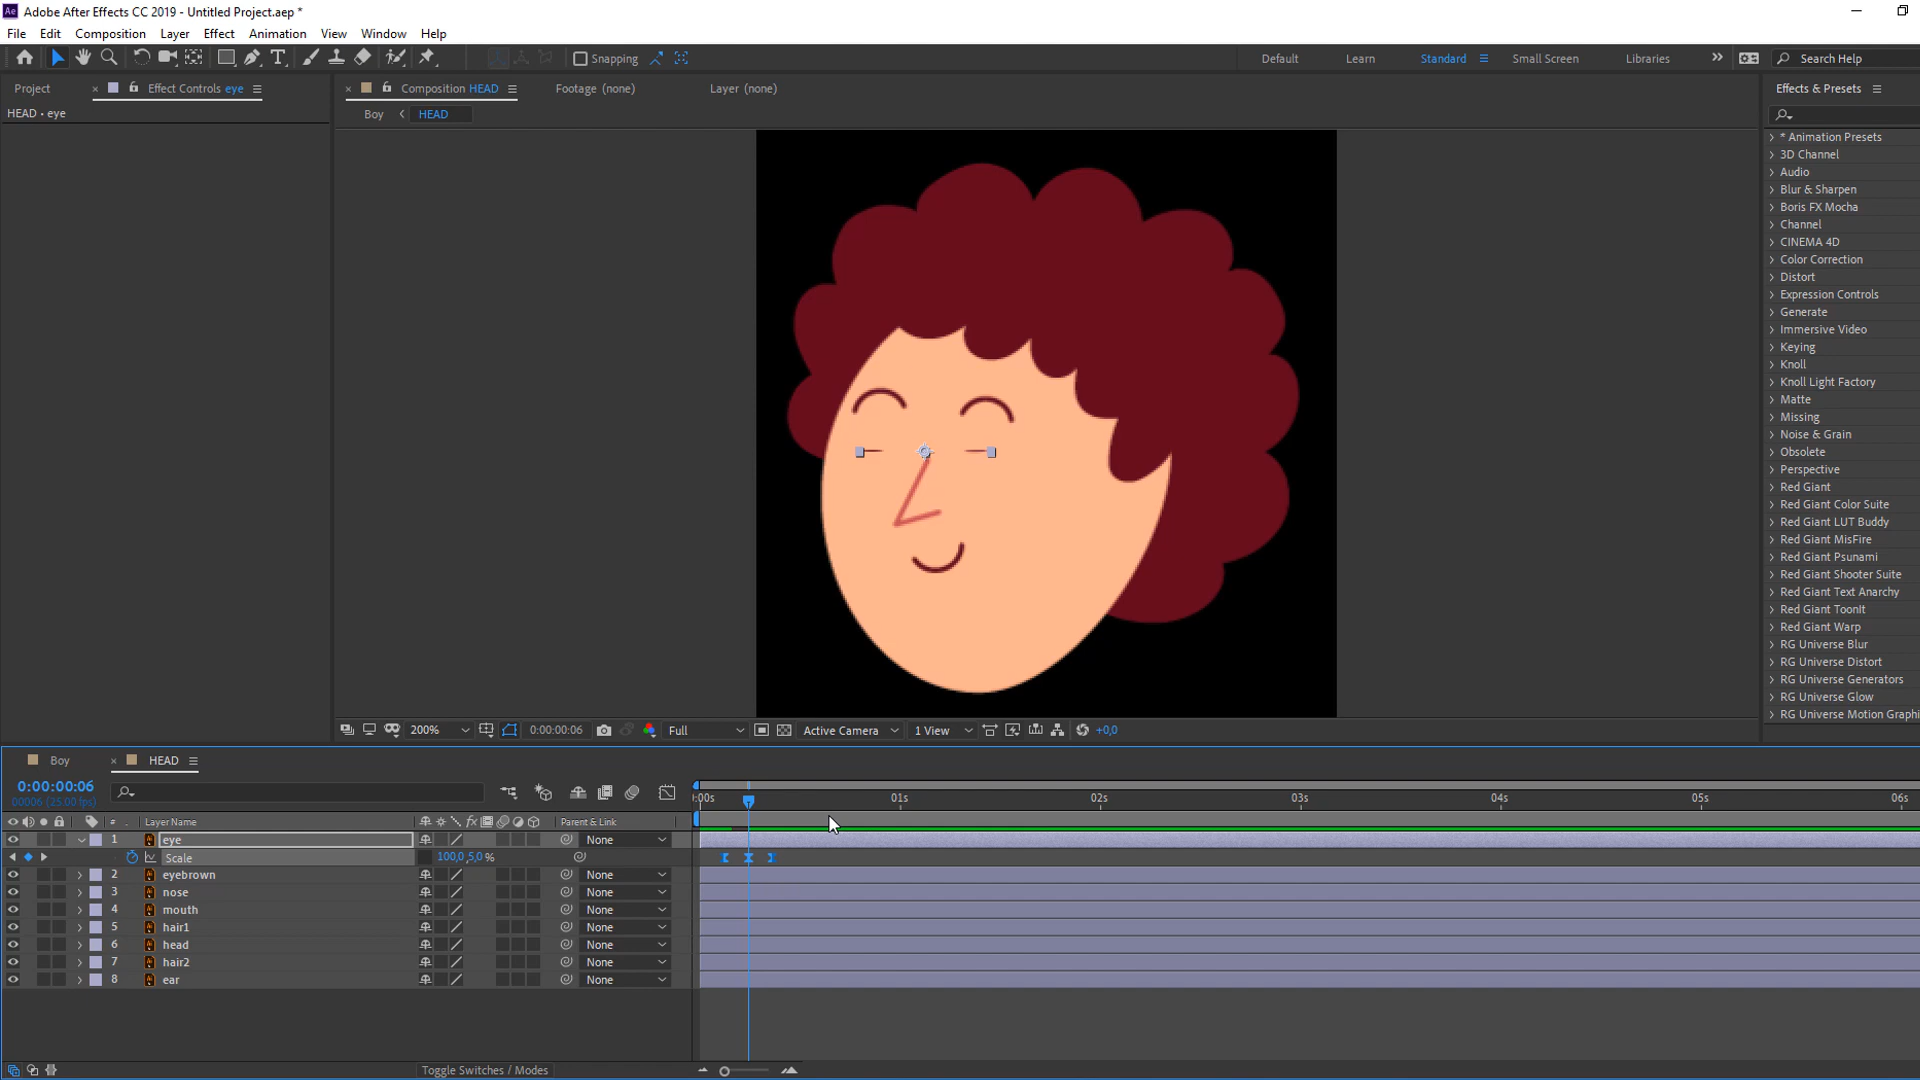 Adobe After Effects CC 2019 - Untitled Project.aep *
File Edit Composition Layer Effect Animation View Window Help
Snapping Default Learn Standard Small Screen Libraries Search Help
Project Effect Controls eye Composition HEAD Footage (none) Layer (none) Effects & Presets
HEAD • eye
Boy HEAD
* Animation Presets
3D Channel
Audio
Blur & Sharpen
Boris FX Mocha
Channel
CINEMA 4D
Color Correction
Distort
Expression Controls
Generate
Immersive Video
Keying
Knoll
Knoll Light Factory
Matte
Missing
Noise & Grain
Obsolete
Perspective
Red Giant
Red Giant Color Suite
Red Giant LUT Buddy
Red Giant MisFire
Red Giant Psunami
Red Giant Shooter Suite
Red Giant Text Anarchy
Red Giant ToonIt
Red Giant Warp
RG Universe Blur
RG Universe Distort
RG Universe Generators
RG Universe Glow
RG Universe Motion Graphi
200% 0:00:00:06 Full Active Camera 1 View +0,0
Boy HEAD
0:00:00:06
00006 (25.00 fps)
:00s 01s 02s 03s 04s 05s 06s
# Layer Name Parent & Link
1 eye None
Scale 100,0 ,5,0 %
2 eyebrown None
3 nose None
4 mouth None
5 hair1 None
6 head None
7 hair2 None
8 ear None
Toggle Switches / Modes